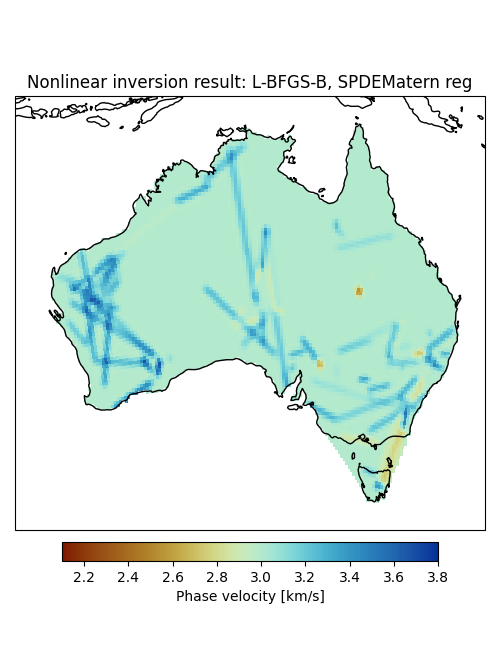 Nonlinear inversion result: L-BFGS-B, SPDEMatern reg
2.2 2.4 2.6 2.8 3.0 3.2 3.4 3.6 3.8
Phase velocity [km/s]